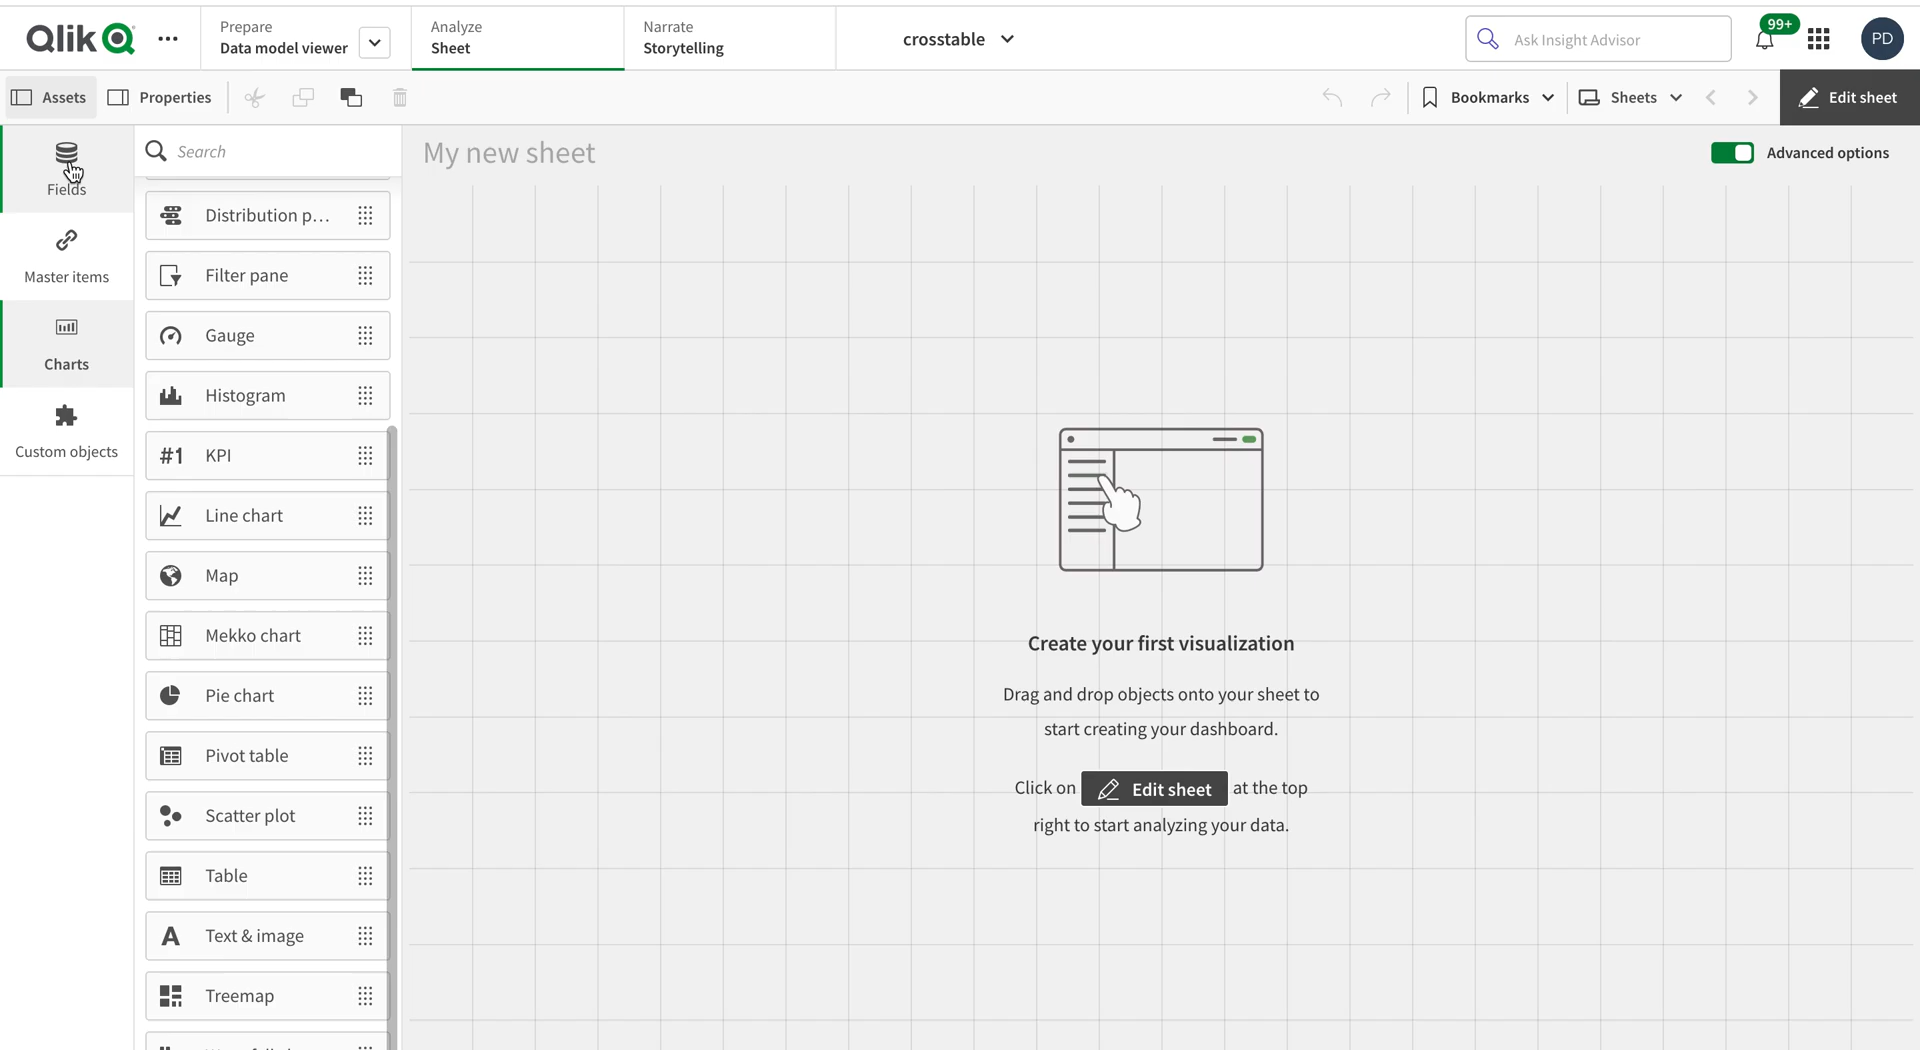 Qlik
Prepare
Data model viewer
Analyze
Sheet
Narrate
Storytelling
crosstable
Ask Insight Advisor
99+
PD
Assets
Properties
Bookmarks
Sheets
Edit sheet
Fields
Master items
Charts
Custom objects
Search
Distribution p...
Filter pane
Gauge
Histogram
#1 KPI
Line chart
Map
Mekko chart
Pie chart
Pivot table
Scatter plot
Table
A Text & image
Treemap
My new sheet
Advanced options
Create your first visualization
Drag and drop objects onto your sheet to
start creating your dashboard.
Click on Edit sheet at the top
right to start analyzing your data.